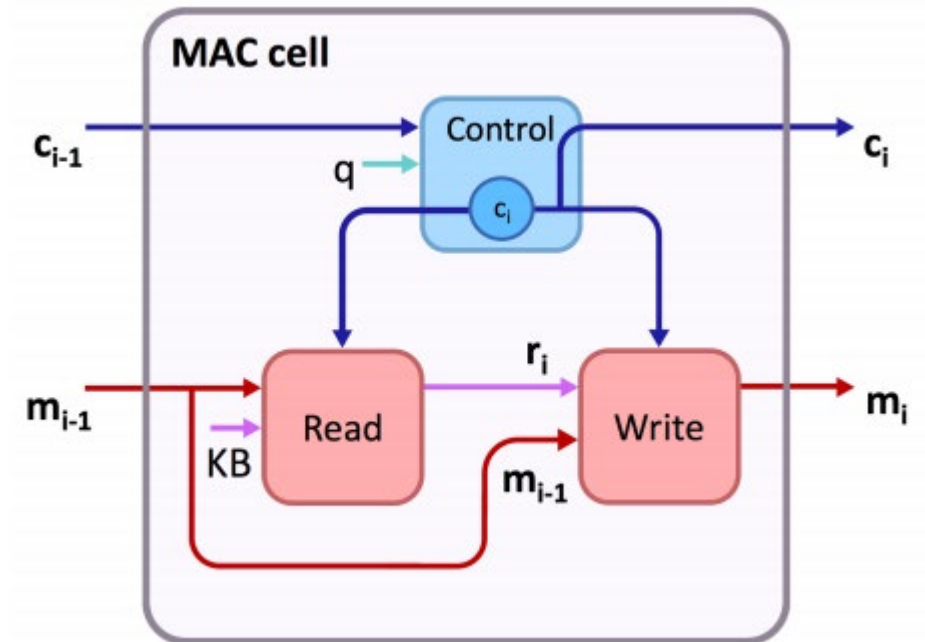 MAC cell
Control
c_{i-1}
c_i
q
c_i
r_i
m_{i-1}
m_i
Read
Write
KB
m_{i-1}